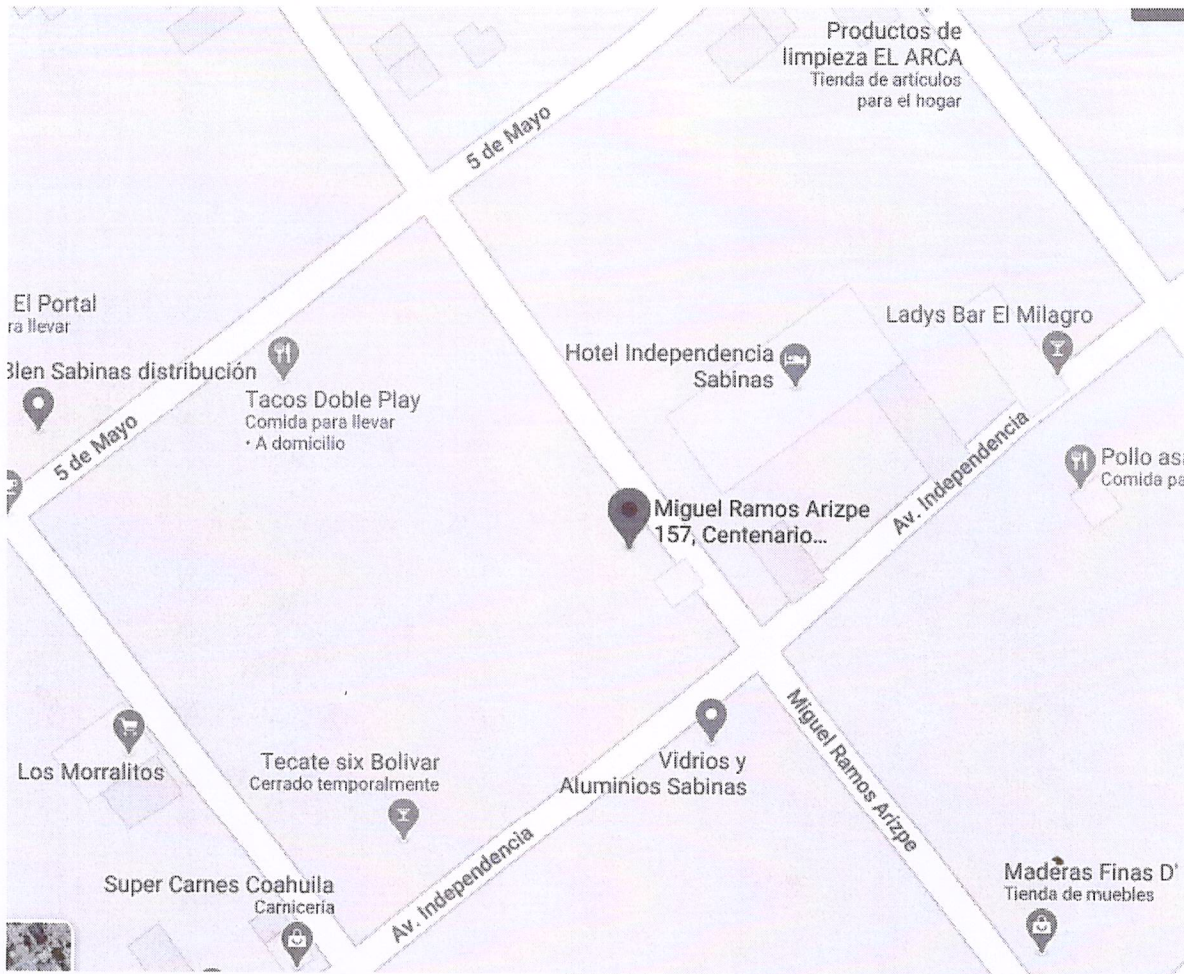 Productos de
limpieza EL ARCA
Tienda de artículos
para el hogar
5 de Mayo
El Portal
ra llevar
Blen Sabinas distribución
Tacos Doble Play
Comida para llevar
• A domicilio
5 de Mayo
Hotel Independencia
Sabinas
Ladys Bar El Milagro
Av. Independencia
Pollo asa
Comida pa
Miguel Ramos Arizpe
157, Centenario...
Los Morralitos
Tecate six Bolivar
Cerrado temporalmente
Vidrios y
Aluminios Sabinas
Miguel Ramos Arizpe
Super Carnes Coahuila
Carnicería
Av. Independencia
Maderas Finas D'
Tienda de muebles